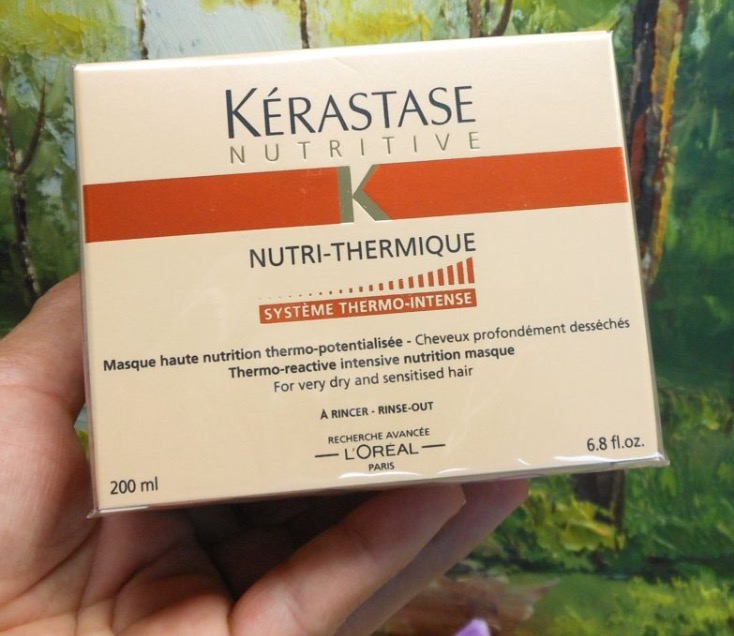 KÉRASTASE
NUTRITIVE
K
NUTRI-THERMIQUE
SYSTÈME THERMO-INTENSE
Masque haute nutrition thermo-potentialisée - Cheveux profondément desséchés
Thermo-reactive intensive nutrition masque
For very dry and sensitised hair
À RINCER - RINSE-OUT
RECHERCHE AVANCÉE
L'ORÉAL
PARIS
200 ml
6.8 fl.oz.